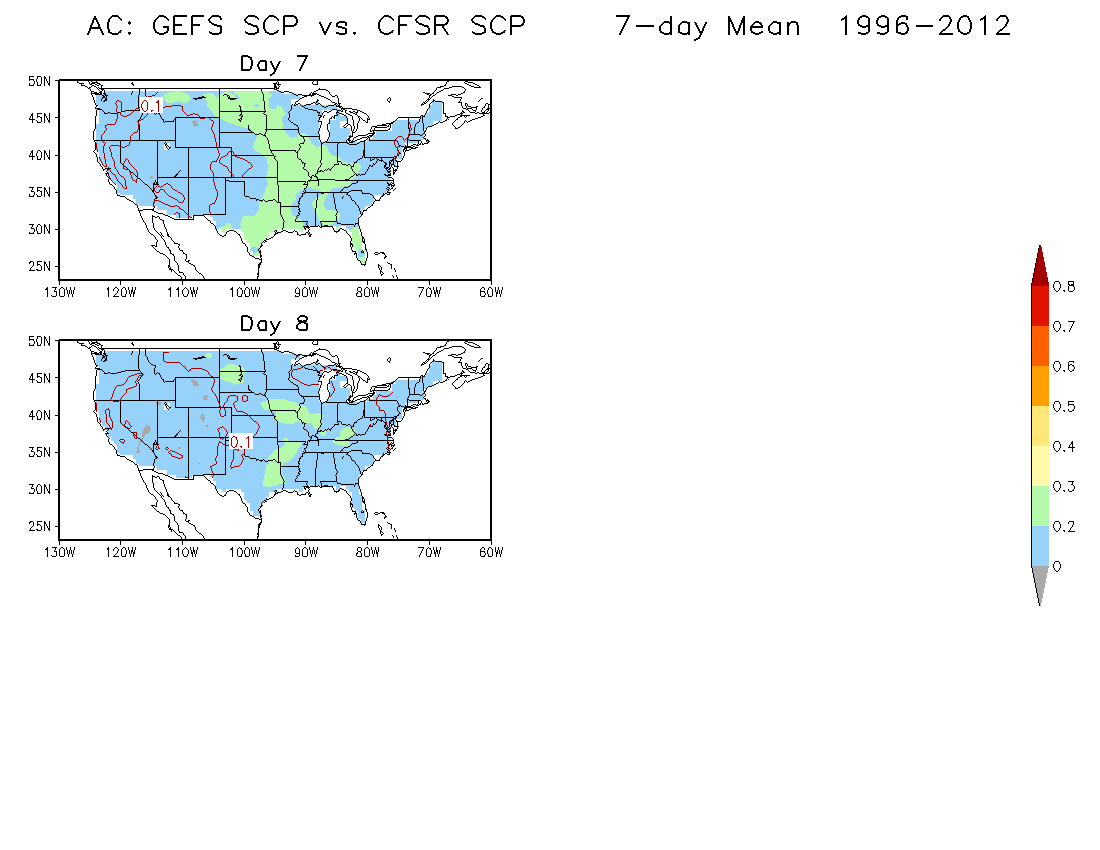 AC: GEFS SCP vs. CFSR SCP 7-day Mean 1996-2012
Day 7
50N
45N
40N
35N
30N
25N
0.1
130W 120W 110W 100W 90W 80W 70W 60W
Day 8
50N
45N
40N
35N
30N
25N
0.1
130W 120W 110W 100W 90W 80W 70W 60W
0.8
0.7
0.6
0.5
0.4
0.3
0.2
0